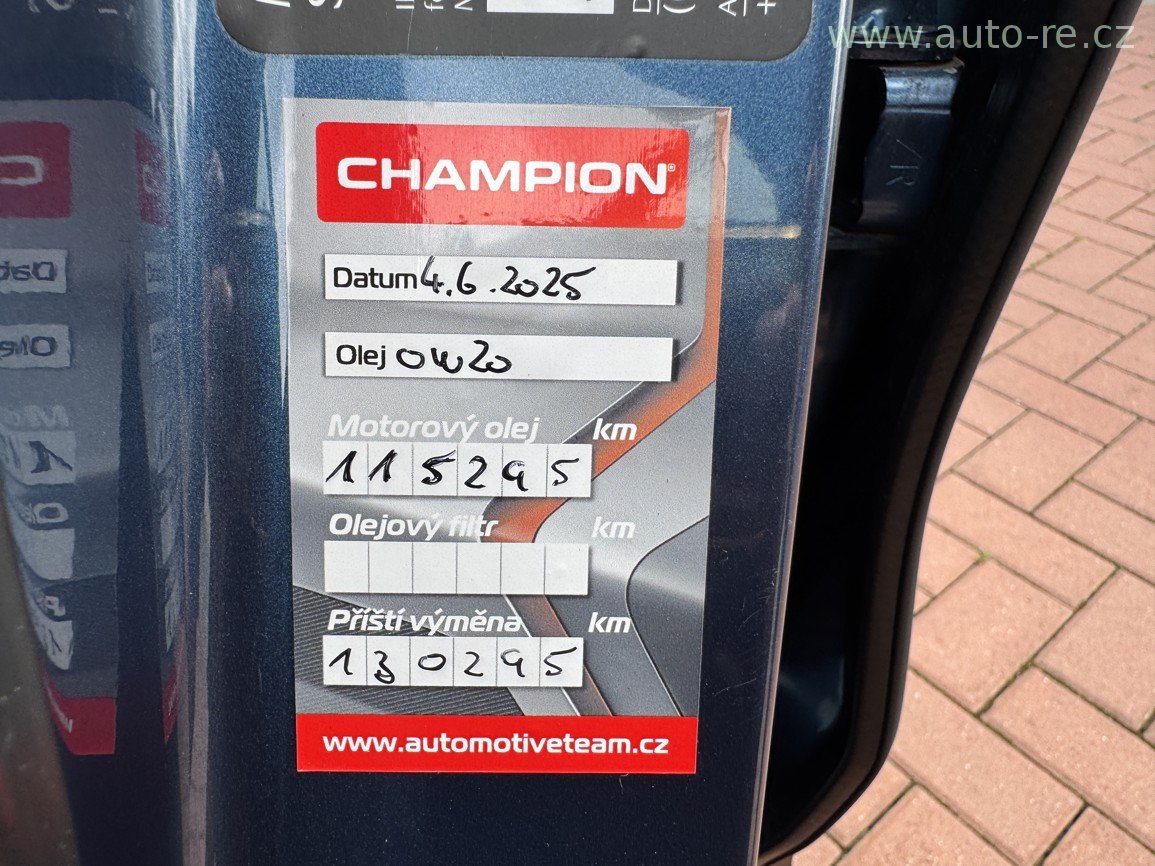 www.auto-re.cz
CHAMPION®
Datum 4.6.2025
Olej 0W20
Motorový olej km
115295
Olejový filtr km
Příští výměna km
130295
www.automotiveteam.cz